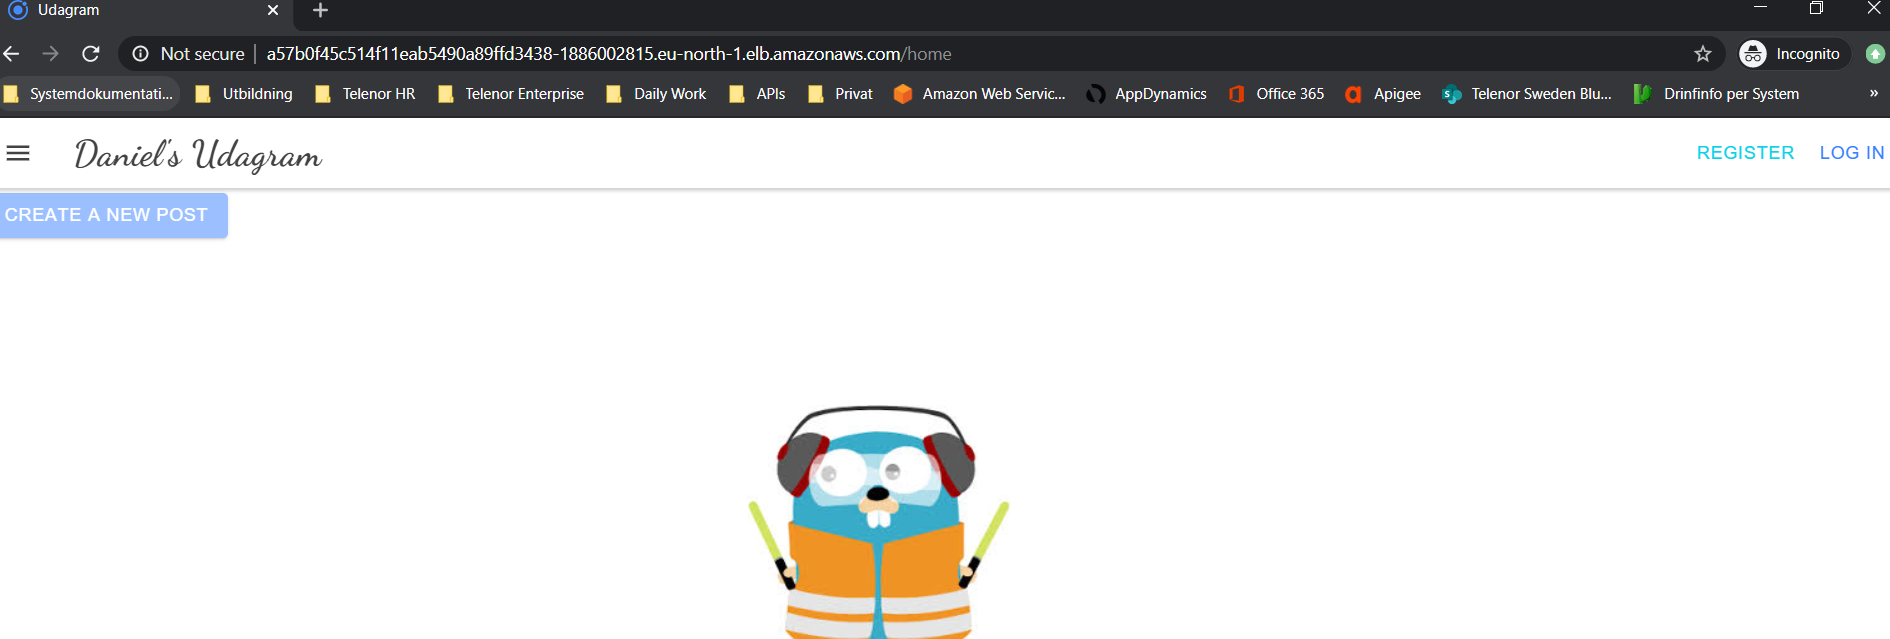 Udagram
Not secure | a57b0f45c514f11eab5490a89ffd3438-1886002815.eu-north-1.elb.amazonaws.com/home Incognito
Systemdokumentati... Utbildning Telenor HR Telenor Enterprise Daily Work APIs Privat Amazon Web Servic... AppDynamics Office 365 Apigee Telenor Sweden Blu... Drinfinfo per System »
Daniel's Udagram REGISTER LOG IN
CREATE A NEW POST